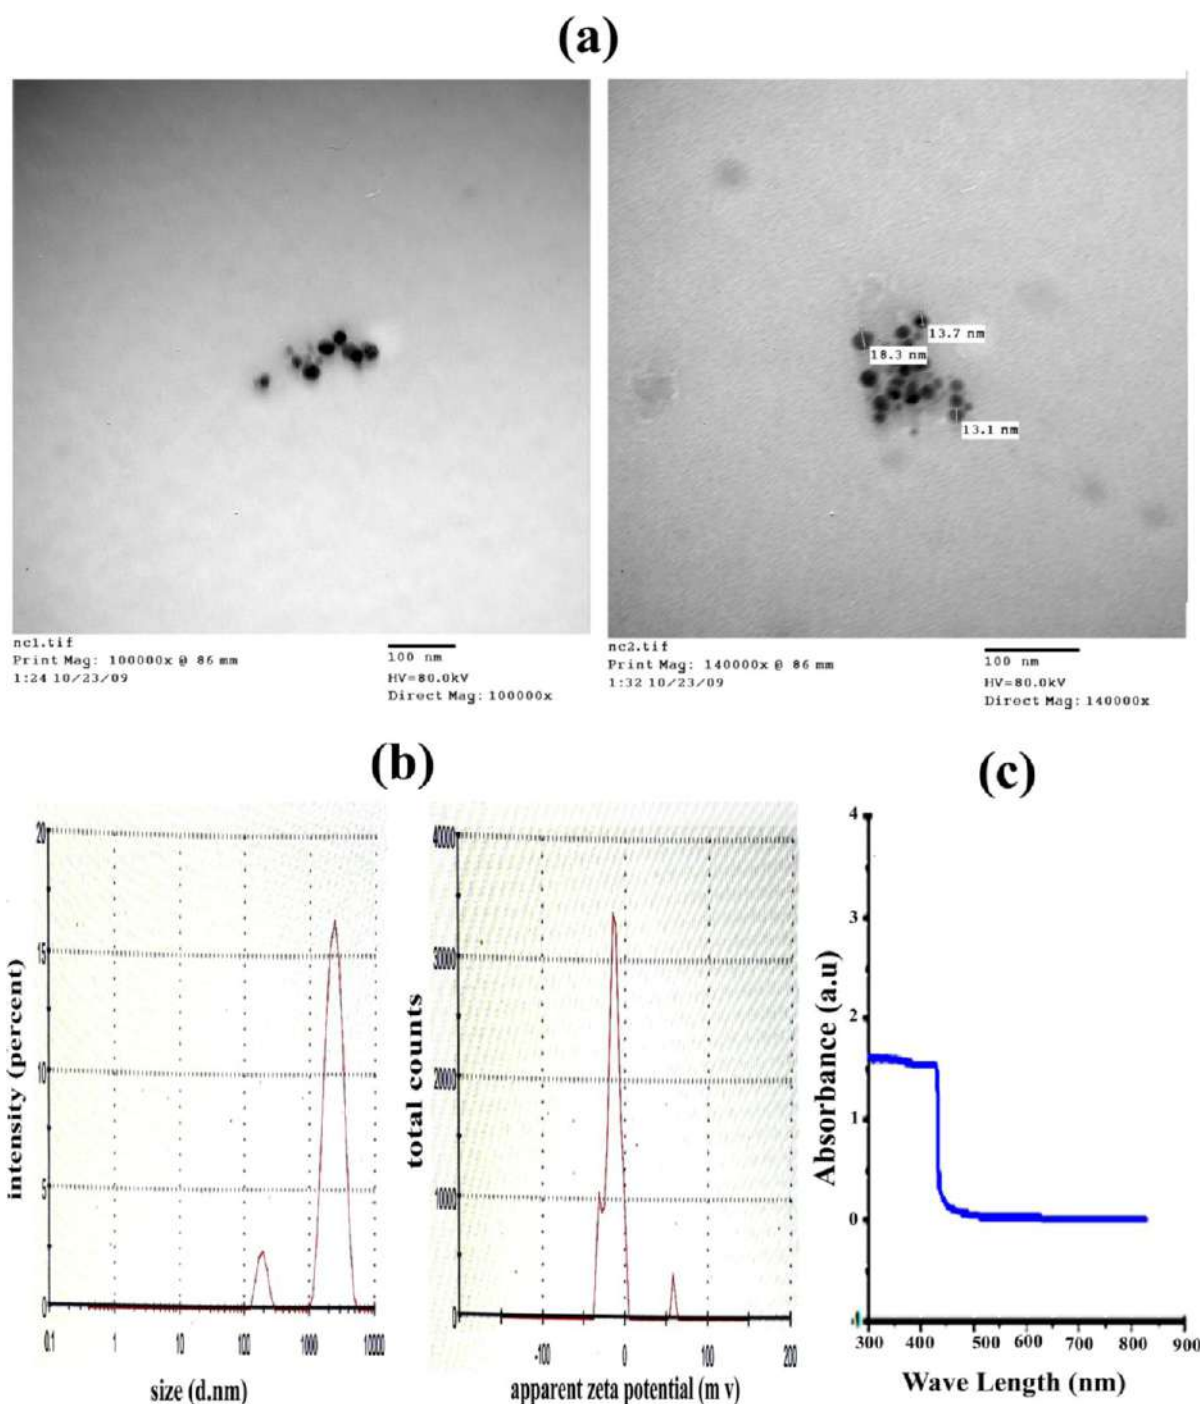 (a)
13.7 nm
18.3 nm
13.1 nm
nc1.tif
Print Mag: 100000x @ 86 mm
1:24 10/23/09
100 nm
HV=80.0kV
Direct Mag: 100000x
nc2.tif
Print Mag: 140000x @ 86 mm
1:32 10/23/09
100 nm
HV=80.0kV
Direct Mag: 140000x
(b)
intensity (percent)
20
15
10
5
0
0.1 1 10 100 1000 10000
size (d.nm)
total counts
40000
30000
20000
10000
0
-100 0 100 200
apparent zeta potential (m v)
(c)
Absorbance (a.u)
4
3
2
1
0
300 400 500 600 700 800 900
Wave Length (nm)